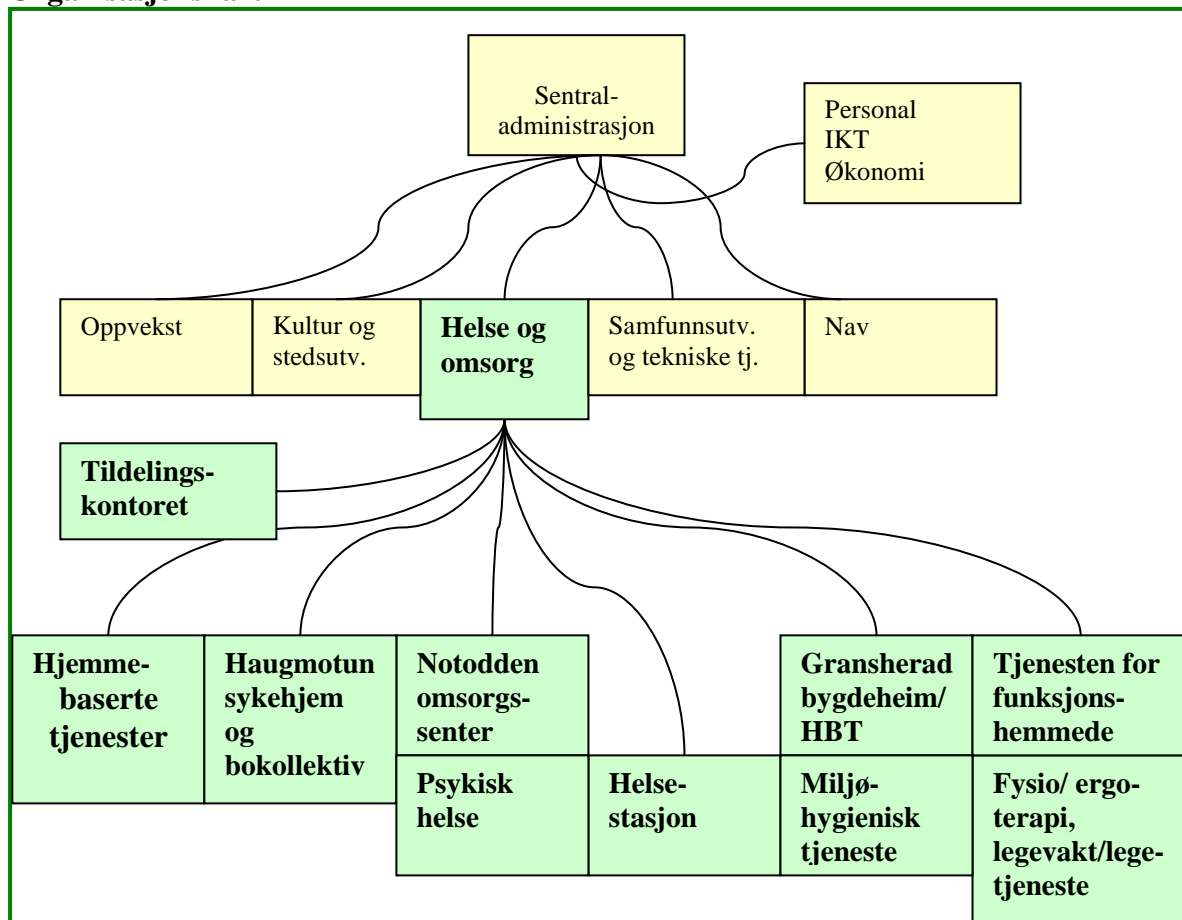 Sentral-
administrasjon
Personal
IKT
Økonomi
Oppvekst
Kultur og
stedsutv.
Helse og
omsorg
Samfunnsutv.
og tekniske tj.
Nav
Tildelings-
kontoret
Hjemme-
baserte
tjenester
Haugmotun
sykehjem
og
bokollektiv
Notodden
omsorgs-
senter
Gransherad
bygdeheim/
HBT
Tjenesten for
funksjons-
hemmede
Psykisk
helse
Helse-
stasjon
Miljø-
hygienisk
tjeneste
Fysio/ ergo-
terapi,
legevakt/lege-
tjeneste